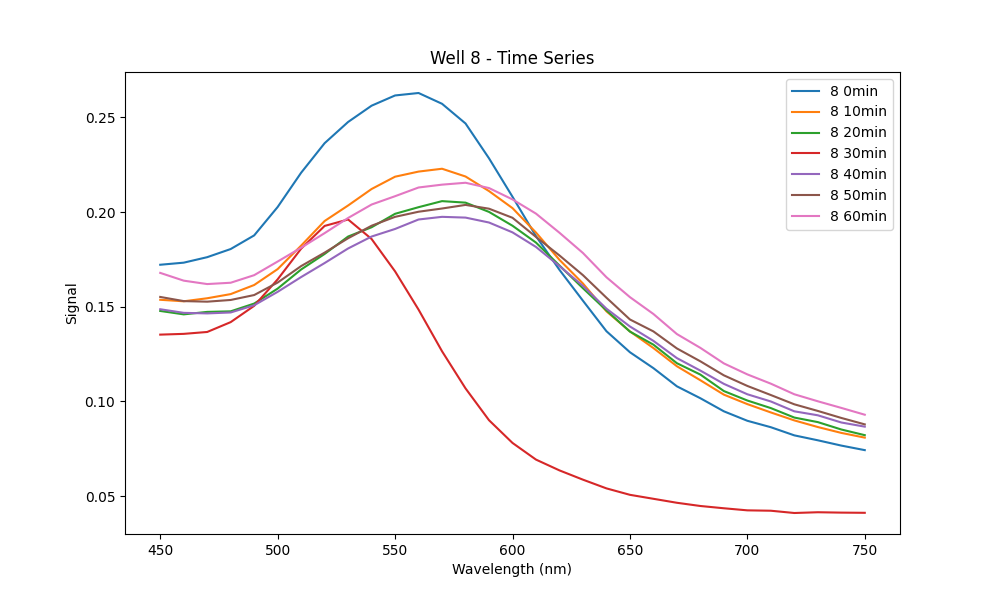 Well 8 - Time Series
Signal
0.25
0.20
0.15
0.10
0.05
8 0min
8 10min
8 20min
8 30min
8 40min
8 50min
8 60min
450 500 550 600 650 700 750
Wavelength (nm)